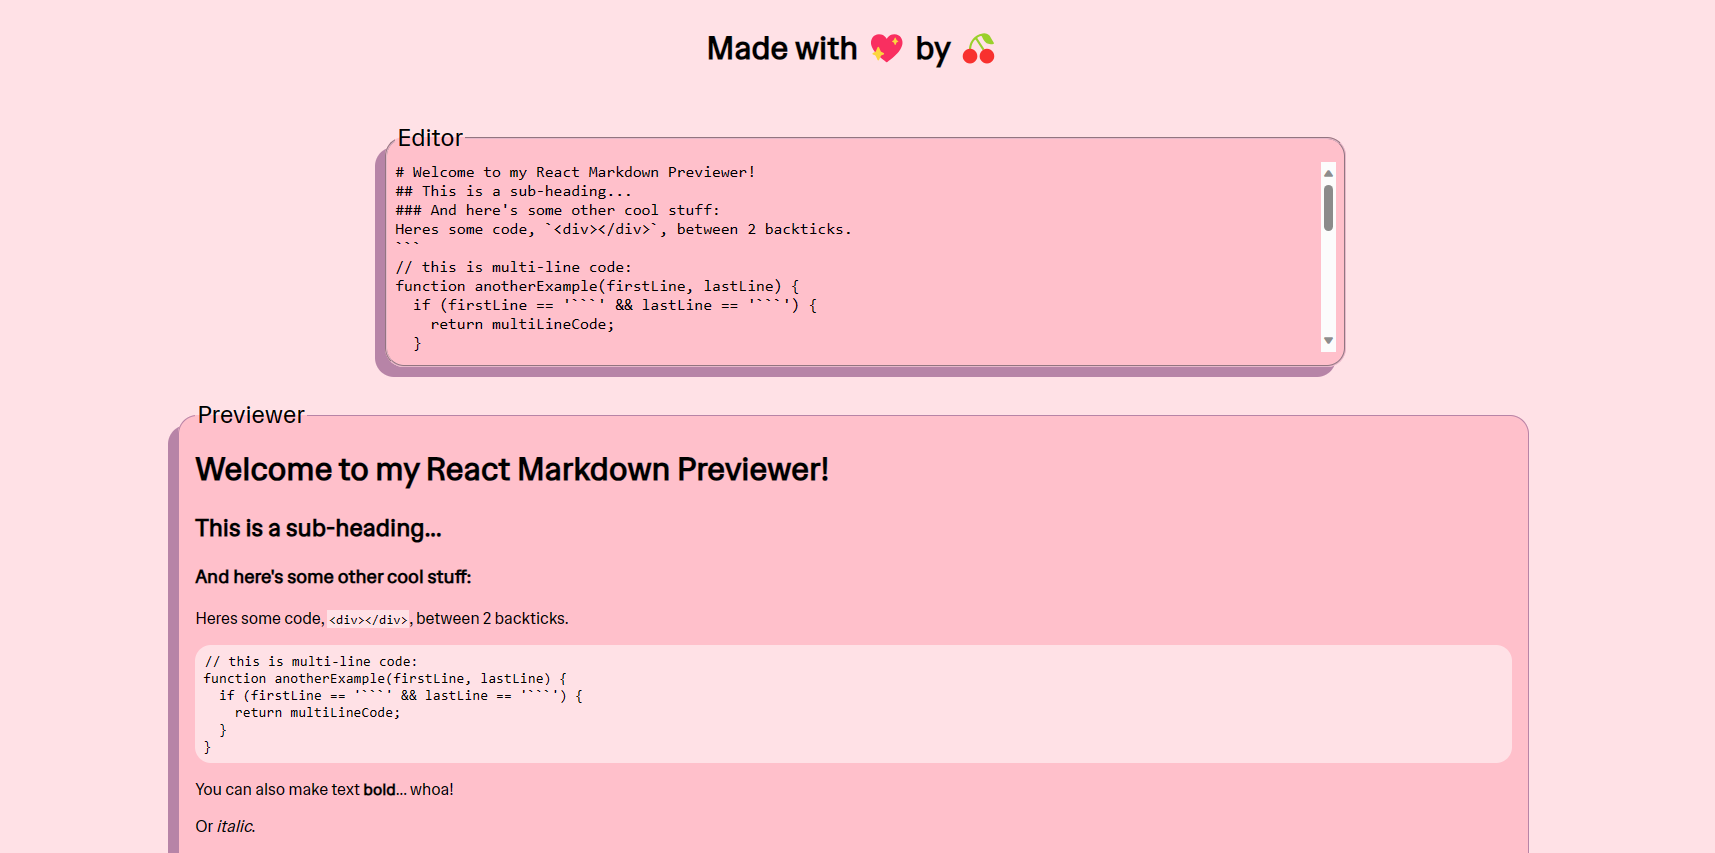 Made with 💖 by 🍒
Editor
# Welcome to my React Markdown Previewer!
## This is a sub-heading...
### And here's some other cool stuff:
Heres some code, `<div></div>`, between 2 backticks.
```
// this is multi-line code:
function anotherExample(firstLine, lastLine) {
  if (firstLine == '```' && lastLine == '```') {
    return multiLineCode;
  }
Previewer
Welcome to my React Markdown Previewer!
This is a sub-heading...
And here's some other cool stuff:
Heres some code, <div></div>, between 2 backticks.
// this is multi-line code:
function anotherExample(firstLine, lastLine) {
  if (firstLine == '```' && lastLine == '```') {
    return multiLineCode;
  }
}
You can also make text bold... whoa!
Or italic.